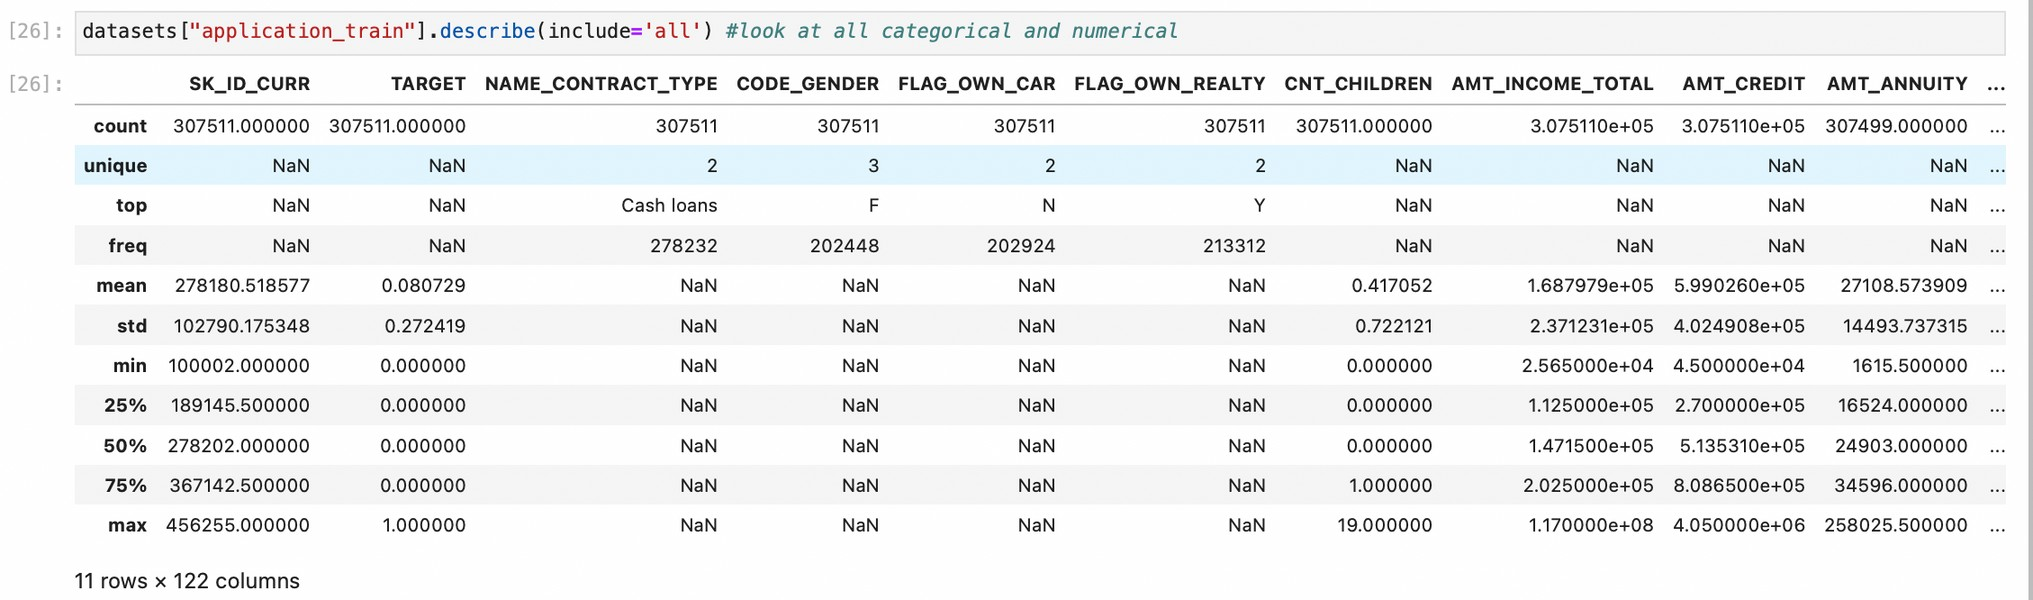 [26]: datasets["application_train"].describe(include='all') #look at all categorical and numerical
[26]: SK_ID_CURR TARGET NAME_CONTRACT_TYPE CODE_GENDER FLAG_OWN_CAR FLAG_OWN_REALTY CNT_CHILDREN AMT_INCOME_TOTAL AMT_CREDIT AMT_ANNUITY ...
count 307511.000000 307511.000000 307511 307511 307511 307511 307511.000000 3.075110e+05 3.075110e+05 307499.000000 ...
unique NaN NaN 2 3 2 2 NaN NaN NaN NaN ...
top NaN NaN Cash loans F N Y NaN NaN NaN NaN ...
freq NaN NaN 278232 202448 202924 213312 NaN NaN NaN NaN ...
mean 278180.518577 0.080729 NaN NaN NaN NaN 0.417052 1.687979e+05 5.990260e+05 27108.573909 ...
std 102790.175348 0.272419 NaN NaN NaN NaN 0.722121 2.371231e+05 4.024908e+05 14493.737315 ...
min 100002.000000 0.000000 NaN NaN NaN NaN 0.000000 2.565000e+04 4.500000e+04 1615.500000 ...
25% 189145.500000 0.000000 NaN NaN NaN NaN 0.000000 1.125000e+05 2.700000e+05 16524.000000 ...
50% 278202.000000 0.000000 NaN NaN NaN NaN 0.000000 1.471500e+05 5.135310e+05 24903.000000 ...
75% 367142.500000 0.000000 NaN NaN NaN NaN 1.000000 2.025000e+05 8.086500e+05 34596.000000 ...
max 456255.000000 1.000000 NaN NaN NaN NaN 19.000000 1.170000e+08 4.050000e+06 258025.500000 ...
11 rows × 122 columns